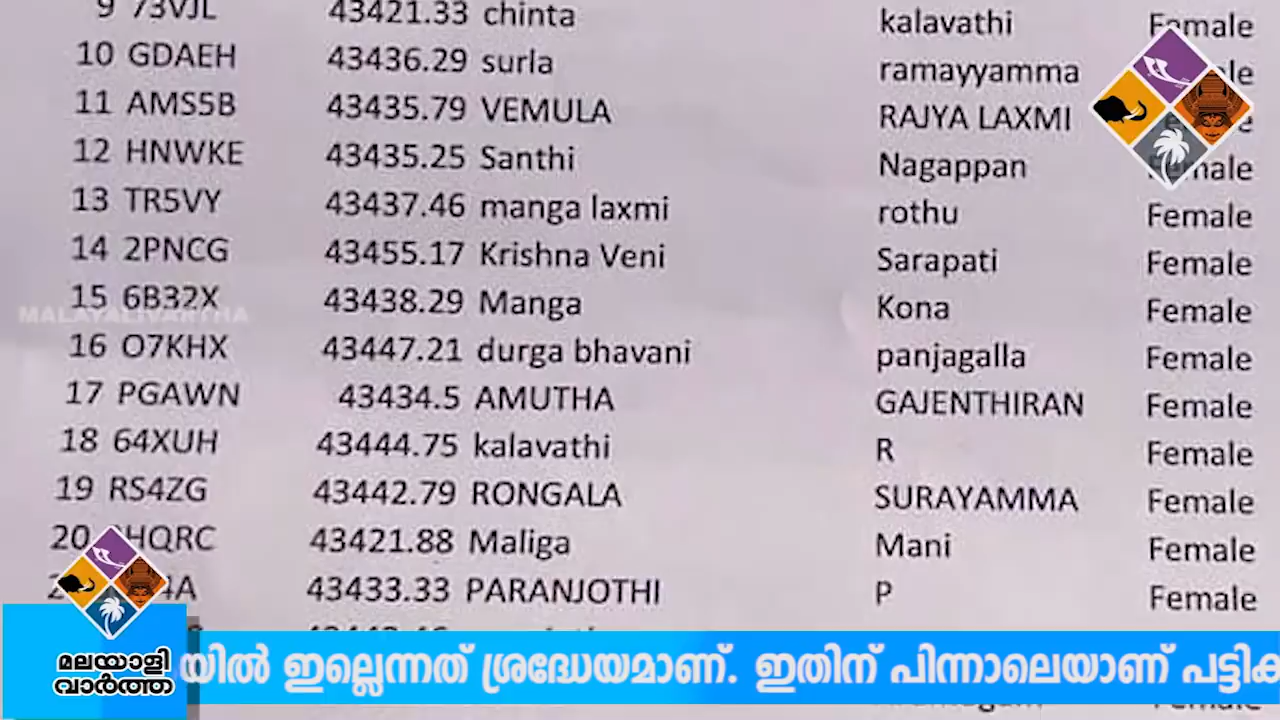 9 73VJL 43421.33 chinta kalavathi Female
10 GDAEH 43436.29 surla ramayyamma
11 AMS5B 43435.79 VEMULA RAJYA LAXMI
12 HNWKE 43435.25 Santhi Nagappan
13 TR5VY 43437.46 manga laxmi rothu Female
14 2PNCG 43455.17 Krishna Veni Sarapati Female
15 6B32X 43438.29 Manga Kona Female
MALAYALIVARTHA
16 O7KHX 43447.21 durga bhavani panjagalla Female
17 PGAWN 43434.5 AMUTHA GAJENTHIRAN Female
18 64XUH 43444.75 kalavathi R Female
19 RS4ZG 43442.79 RONGALA SURAYAMMA Female
20 43421.88 Maliga Mani Female
43433.33 PARANJOTHI P Female
മലയാളി
വാർത്ത
യിൽ ഇല്ലെന്നത് ശ്രദ്ധേയമാണ്. ഇതിന് പിന്നാലെയാണ്